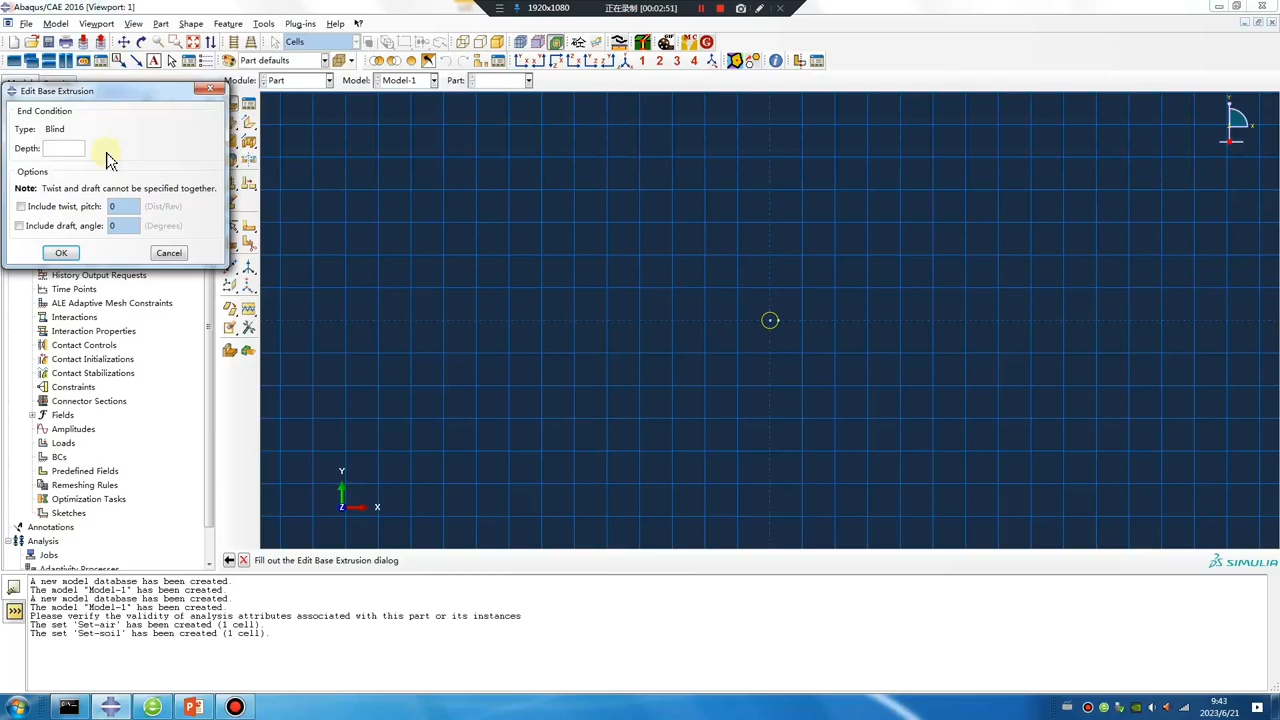 Abaqus/CAE 2016 [Viewport: 1]
1920x1080
正在录制 [00:02:51]
File Model Viewport View Part Shape Feature Tools Plug-ins Help
Cells
Part defaults
1 2 3 4
Module: Part Model: Model-1 Part:
Edit Base Extrusion
End Condition
Type: Blind
Depth:
Options
Note: Twist and draft cannot be specified together.
Include twist, pitch: 0 (Dist/Rev)
Include draft, angle: 0 (Degrees)
OK Cancel
History Output Requests
Time Points
ALE Adaptive Mesh Constraints
Interactions
Interaction Properties
Contact Controls
Contact Initializations
Contact Stabilizations
Constraints
Connector Sections
Fields
Amplitudes
Loads
BCs
Predefined Fields
Remeshing Rules
Optimization Tasks
Sketches
Annotations
Analysis
Jobs
Adaptivity Processes
Y
X
Z
Y
X
Fill out the Edit Base Extrusion dialog
SIMULIA
A new model database has been created.
The model "Model-1" has been created.
A new model database has been created.
The model "Model-1" has been created.
Please verify the validity of analysis attributes associated with this part or its instances
The set 'Set-air' has been created (1 cell).
The set 'Set-soil' has been created (1 cell).
9:43
2023/6/21